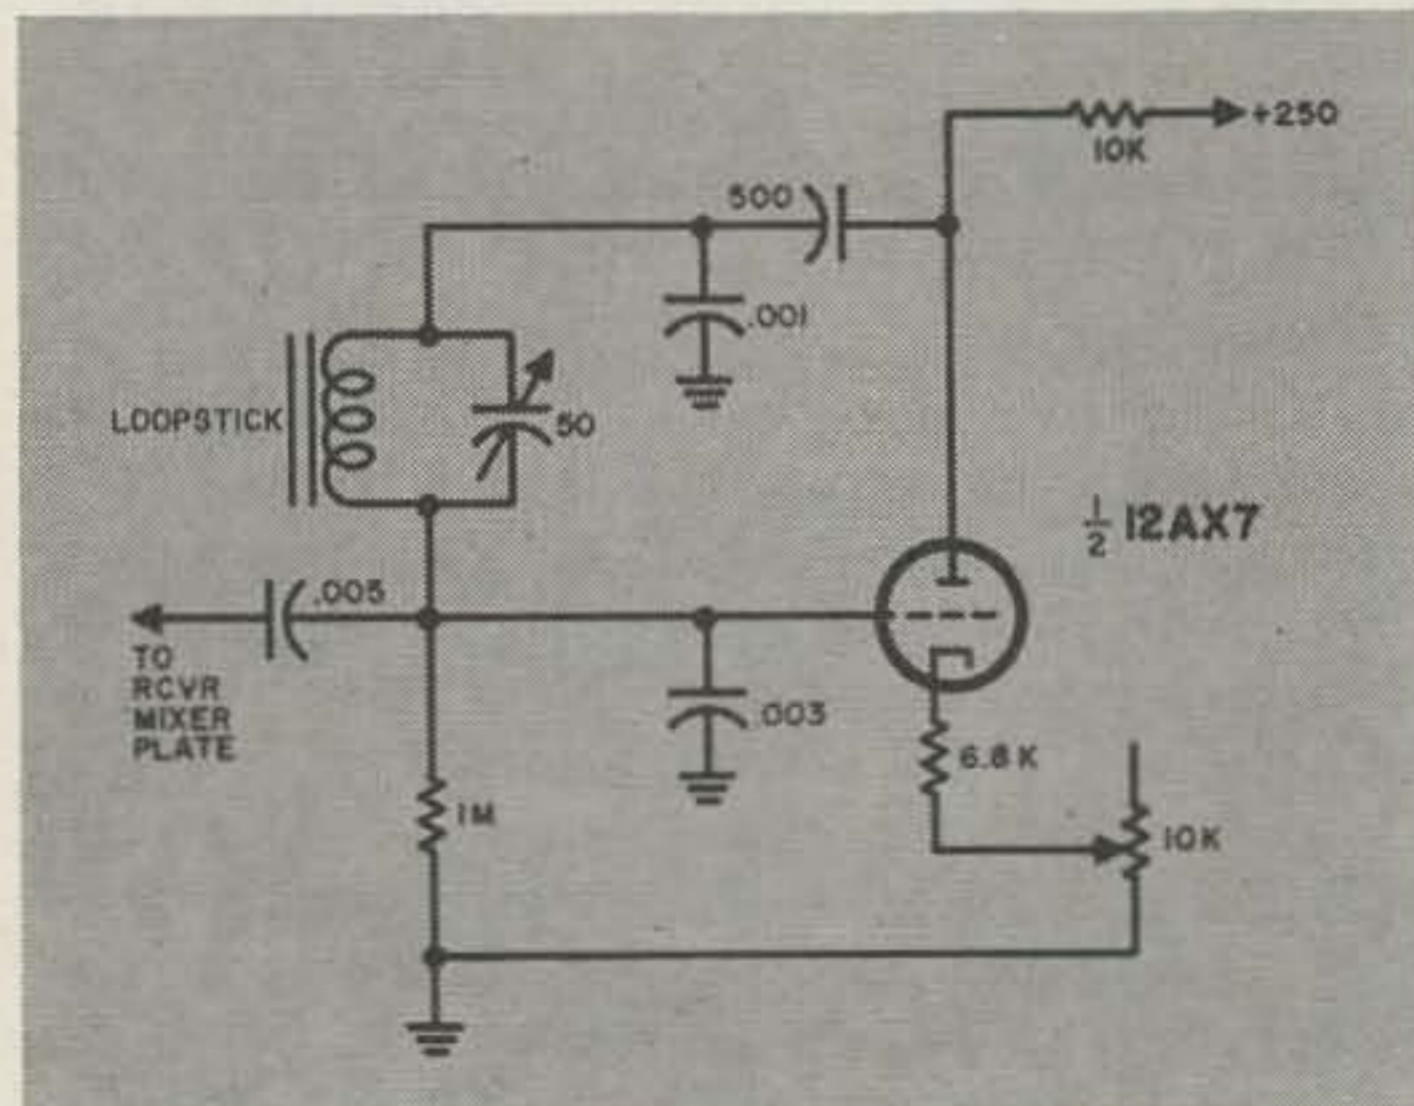 +250
10K
500
.001
LOOPSTICK
50
½ 12AX7
.005
TO
RCVR
MIXER
PLATE
.003
6.8 K
1M
10K